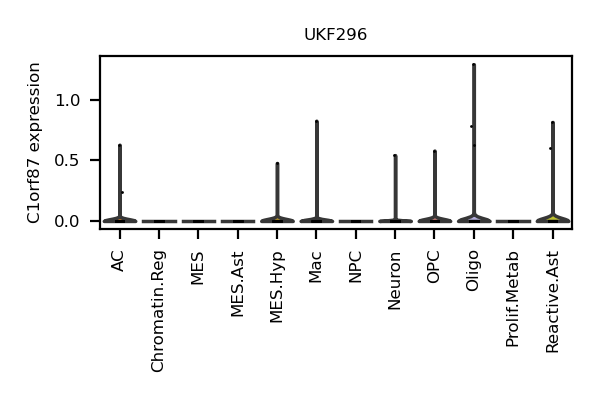 UKF296
C1orf87 expression
1.0
0.5
0.0
AC
Chromatin.Reg
MES
MES.Ast
MES.Hyp
Mac
NPC
Neuron
OPC
Oligo
Prolif.Metab
Reactive.Ast